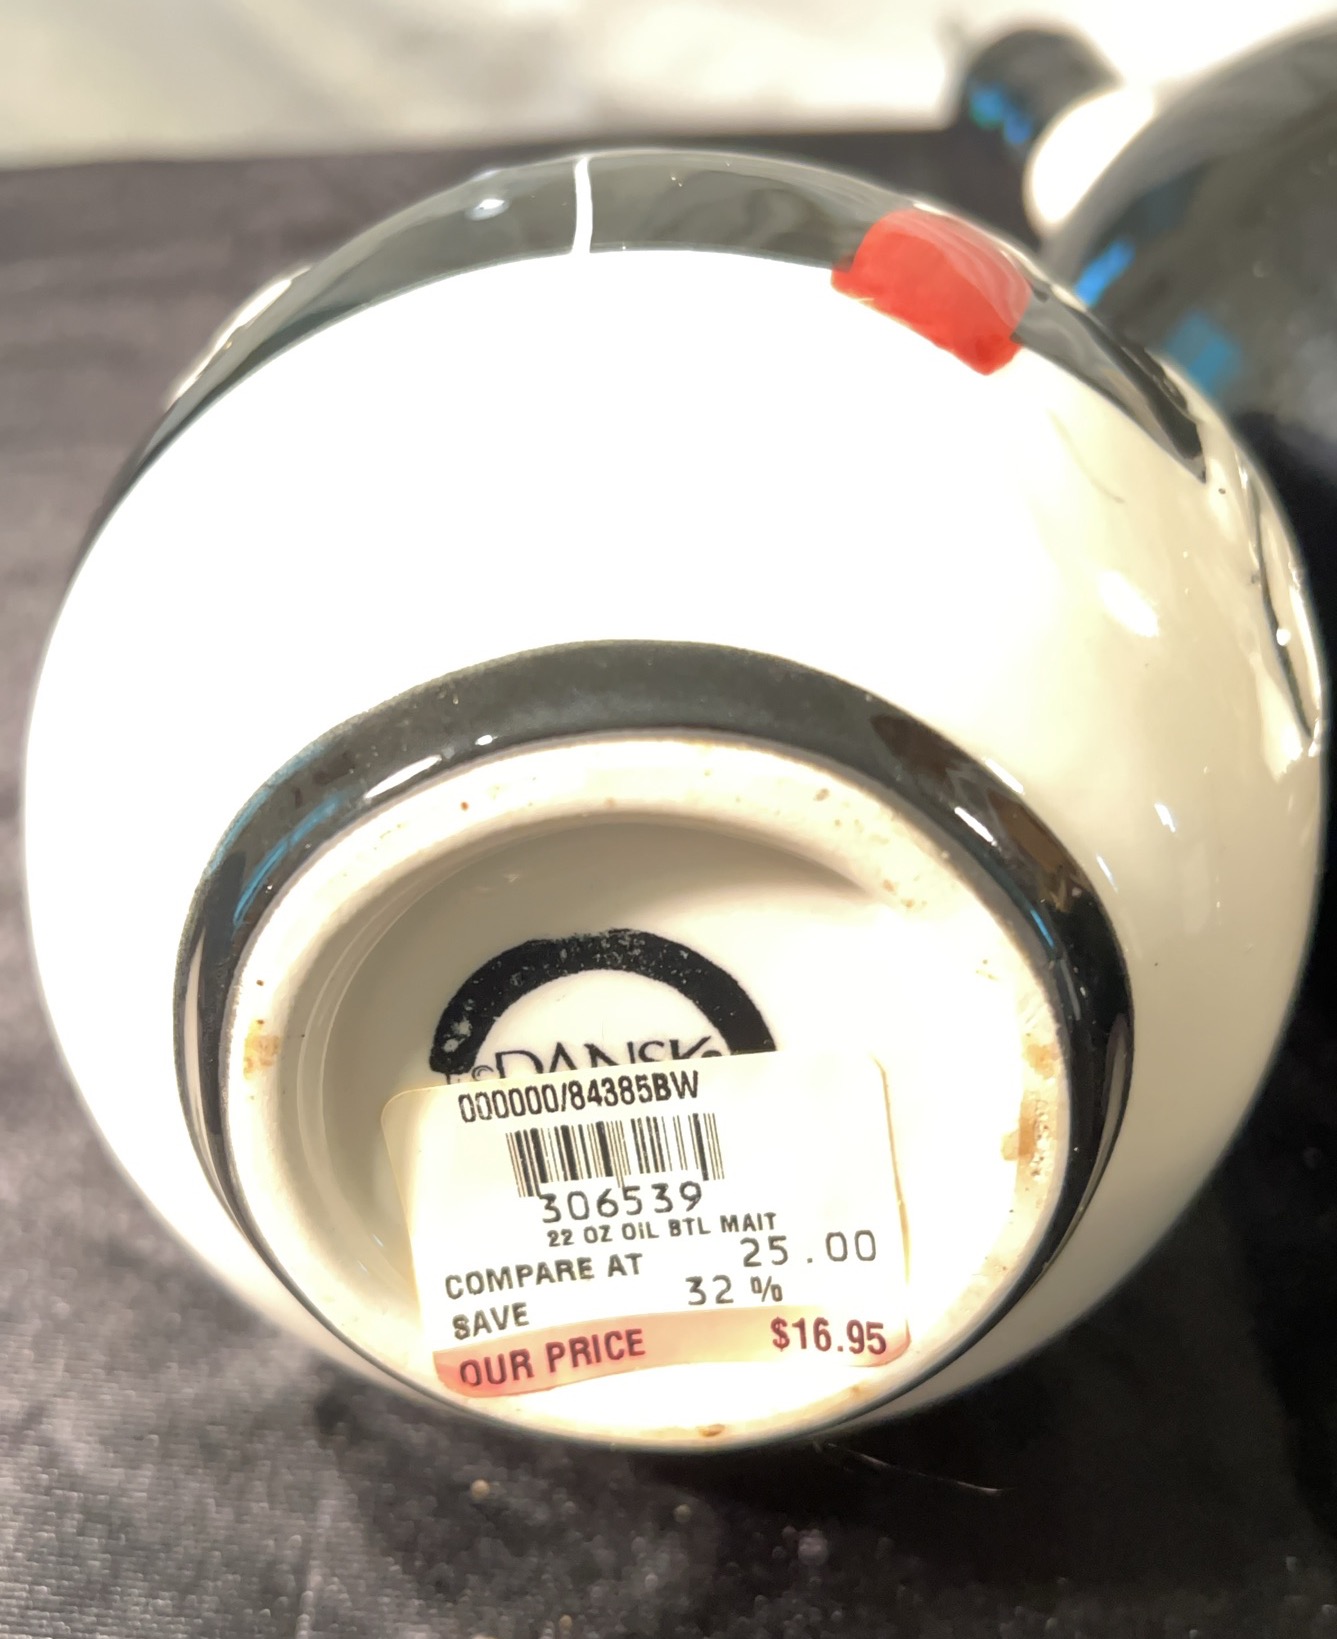 ©DANSK
000000/84385BW
306539
22 OZ OIL BTL MAIT
COMPARE AT 25.00
SAVE 32%
OUR PRICE $16.95